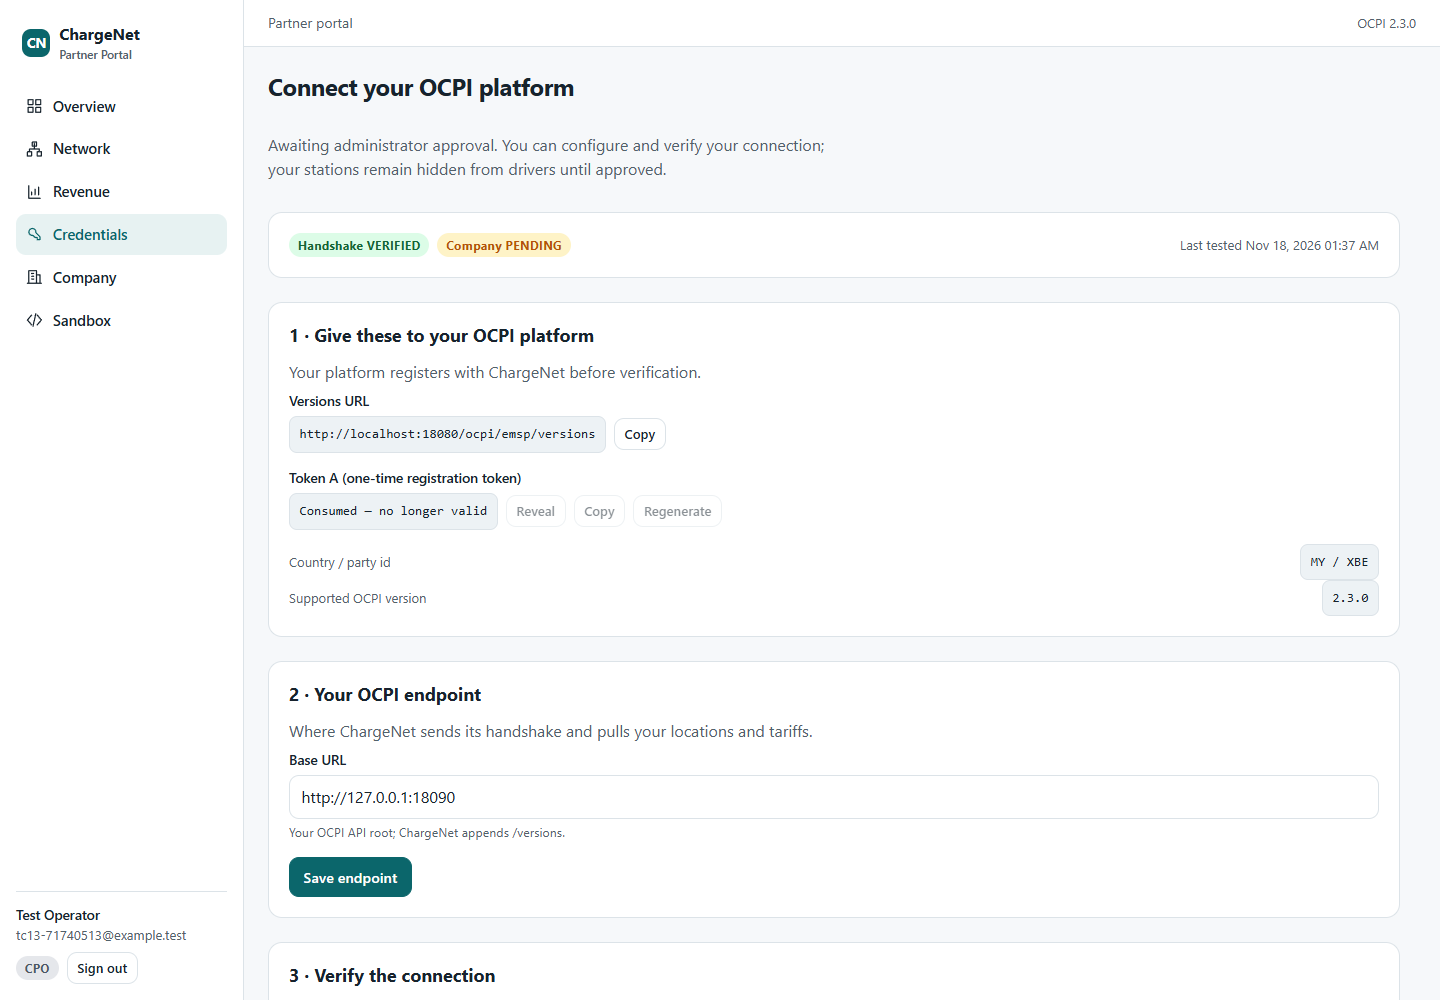 CN
ChargeNet
Partner Portal
Overview
Network
Revenue
Credentials
Company
Sandbox
Test Operator
tc13-71740513@example.test
CPO
Sign out
Partner portal
OCPI 2.3.0
Connect your OCPI platform
Awaiting administrator approval. You can configure and verify your connection;
your stations remain hidden from drivers until approved.
Handshake VERIFIED
Company PENDING
Last tested Nov 18, 2026 01:37 AM
1 · Give these to your OCPI platform
Your platform registers with ChargeNet before verification.
Versions URL
http://localhost:18080/ocpi/emsp/versions
Copy
Token A (one-time registration token)
Consumed — no longer valid
Reveal
Copy
Regenerate
Country / party id
MY / XBE
Supported OCPI version
2.3.0
2 · Your OCPI endpoint
Where ChargeNet sends its handshake and pulls your locations and tariffs.
Base URL
http://127.0.0.1:18090
Your OCPI API root; ChargeNet appends /versions.
Save endpoint
3 · Verify the connection